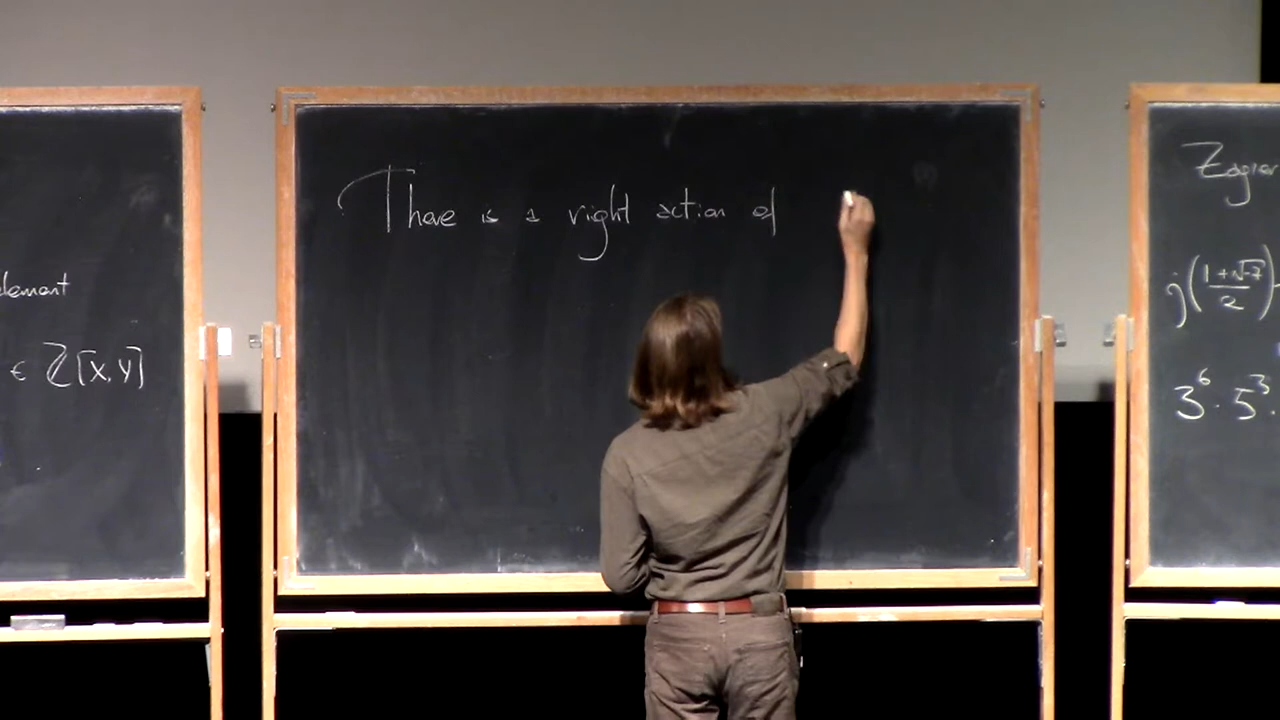 element
∈ ℤ[X,Y]
There is a right action of
Zagier
j((1+√-7)/2)
3⁶ · 5³ ·